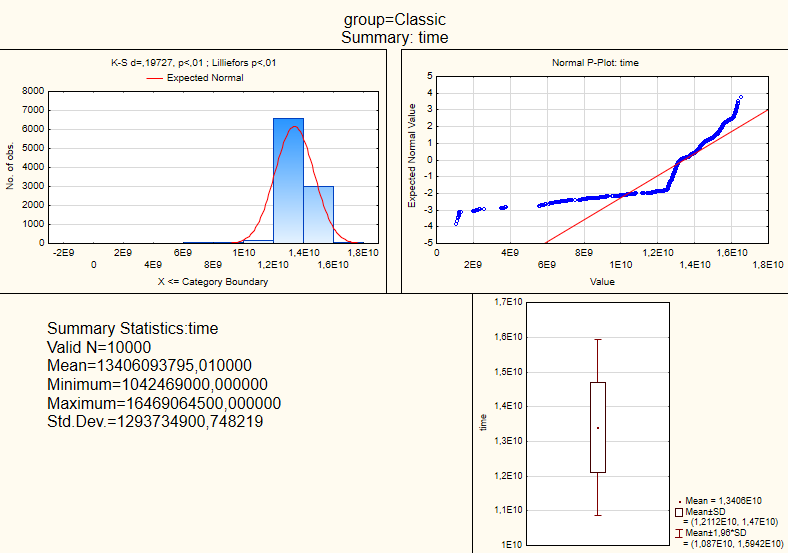 group=Classic
Summary: time
K-S d=,19727, p<,01 ; Lilliefors p<,01
Expected Normal
8000
7000
6000
5000
4000
3000
2000
1000
0
No. of obs.
-2E9 2E9 6E9 1E10 1,4E10 1,8E10
0 4E9 8E9 1,2E10 1,6E10
X <= Category Boundary
Normal P-Plot: time
5
4
3
2
1
0
-1
-2
-3
-4
-5
Expected Normal Value
0 4E9 8E9 1,2E10 1,6E10
2E9 6E9 1E10 1,4E10 1,8E10
Value
Summary Statistics:time
Valid N=10000
Mean=13406093795,010000
Minimum=1042469000,000000
Maximum=16469064500,000000
Std.Dev.=1293734900,748219
1,7E10
1,6E10
1,5E10
1,4E10
1,3E10
1,2E10
1,1E10
1E10
time
Mean = 1,3406E10
Mean±SD
= (1,2112E10, 1,47E10)
Mean±1,96*SD
= (1,087E10, 1,5942E10)